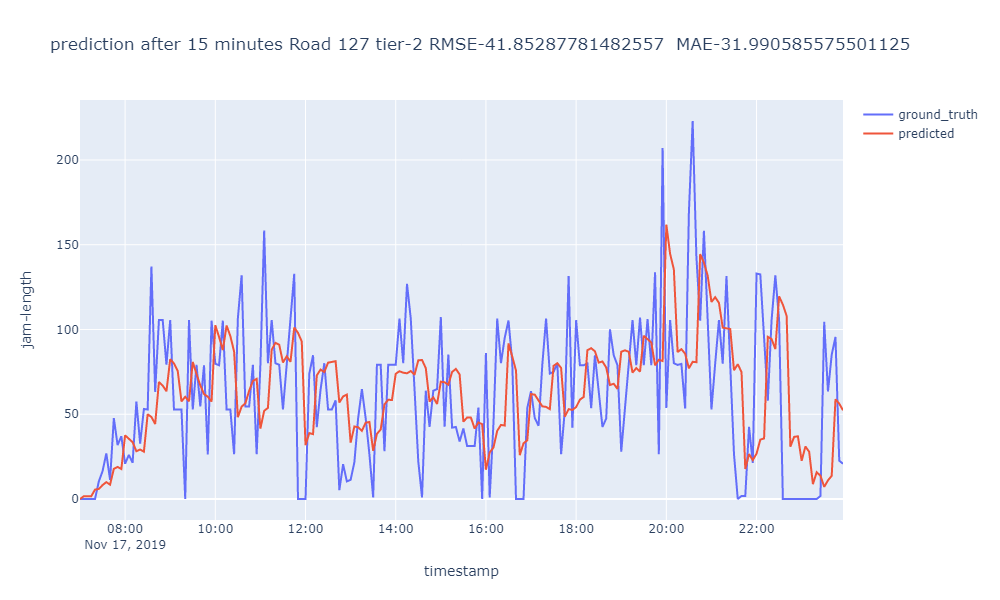 prediction after 15 minutes Road 127 tier-2 RMSE-41.85287781482557  MAE-31.990585575501125
ground_truth
predicted
200
150
100
50
0
jam-length
08:00 10:00 12:00 14:00 16:00 18:00 20:00 22:00
Nov 17, 2019
timestamp